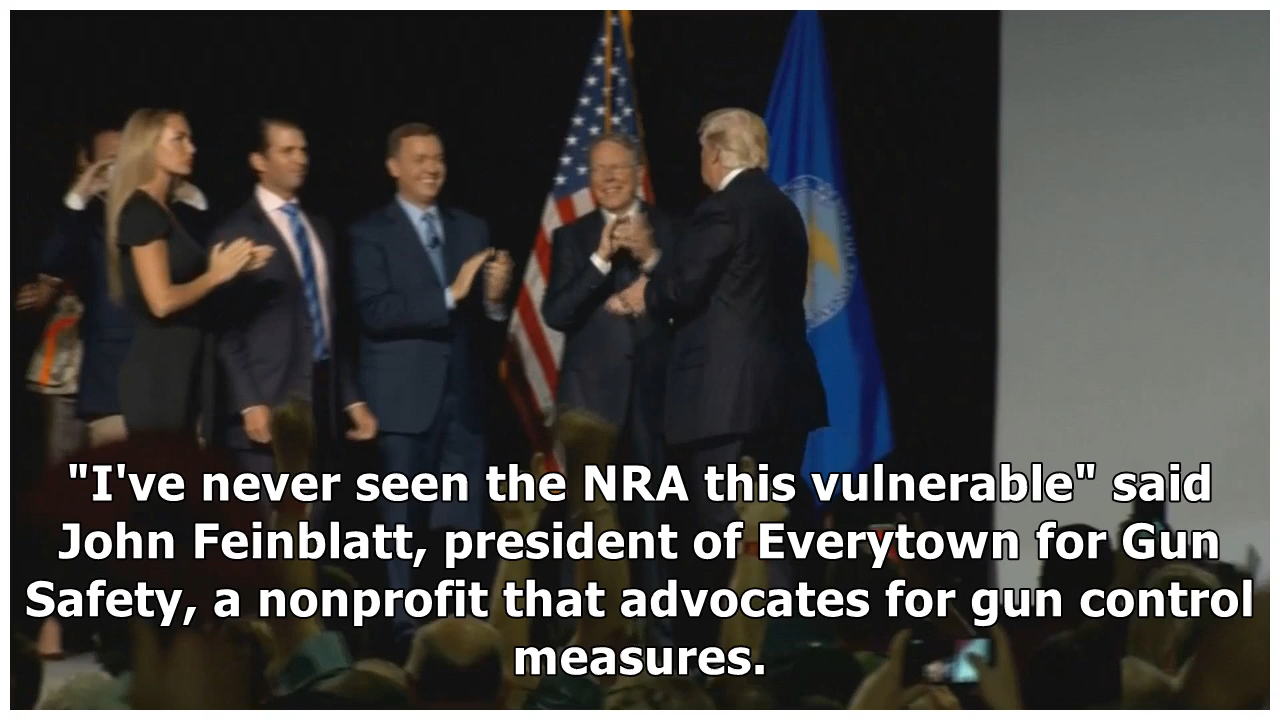 "I've never seen the NRA this vulnerable" said
John Feinblatt, president of Everytown for Gun
Safety, a nonprofit that advocates for gun control
measures.